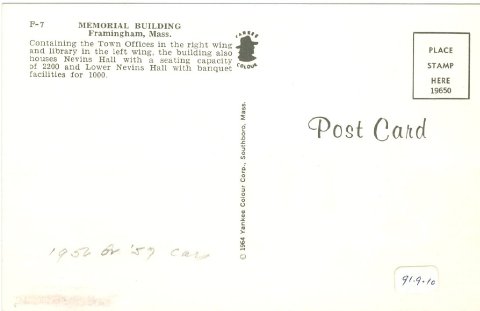 F-7 MEMORIAL BUILDING
Framingham, Mass.
Containing the Town Offices in the right wing
and library in the left wing, the building also
houses Nevins Hall with a seating capacity
of 2200 and Lower Nevins Hall with banquet
facilities for 1000.
YANKEE
COLOUR
© 1964 Yankee Colour Corp., Southboro, Mass.
PLACE
STAMP
HERE
19650
Post Card
1956 or '57 car
91-9-10